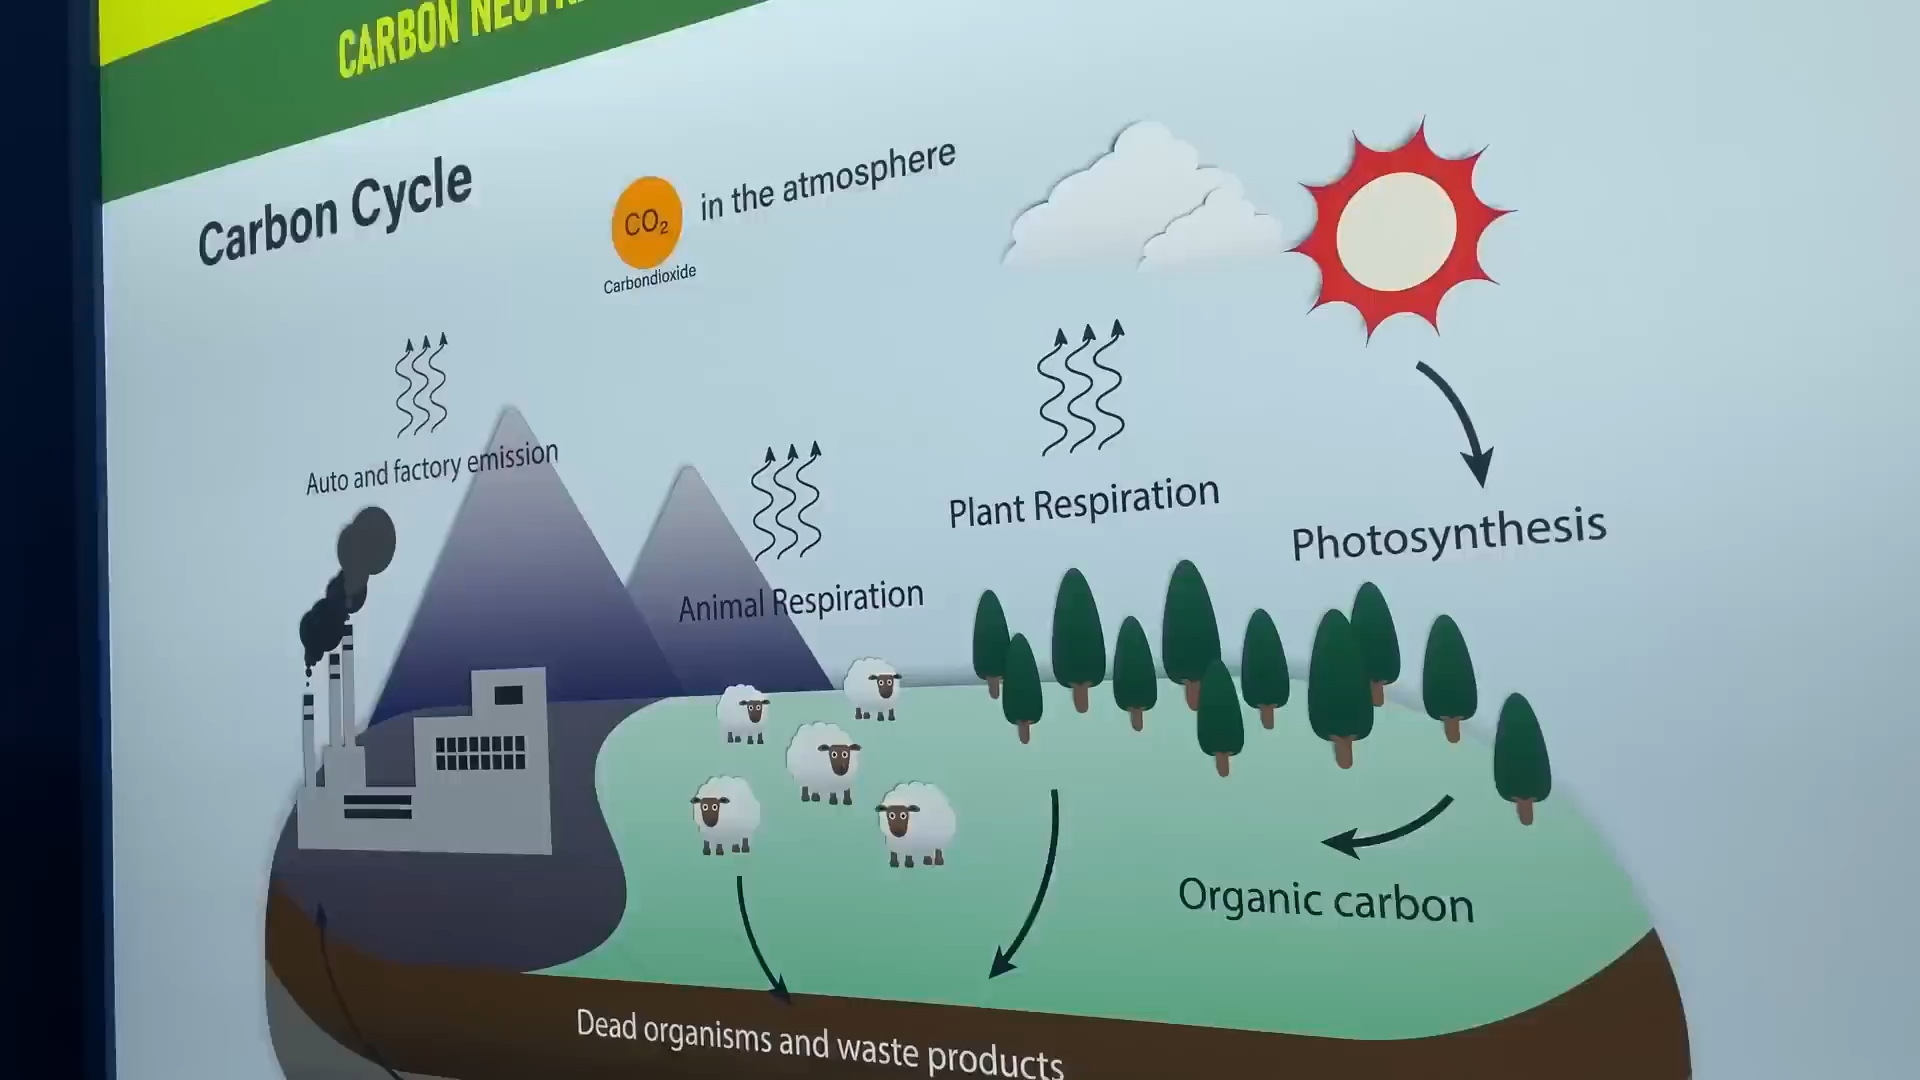 CARBON
Carbon Cycle
CO₂
in the atmosphere
Carbondioxide
Auto and factory emission
Plant Respiration
Photosynthesis
Animal Respiration
Organic carbon
Dead organisms and waste products